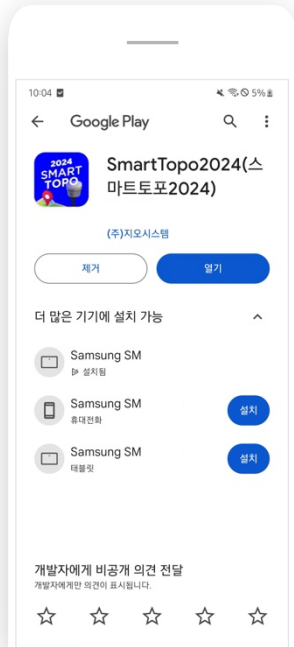 10:04
5%
Google Play
2024
SMART
TOPO
SmartTopo2024(스
마트토포2024)
(주)지오시스템
제거
열기
더 많은 기기에 설치 가능
Samsung SM
설치됨
Samsung SM
휴대전화
설치
Samsung SM
태블릿
설치
개발자에게 비공개 의견 전달
개발자에게만 의견이 표시됩니다.